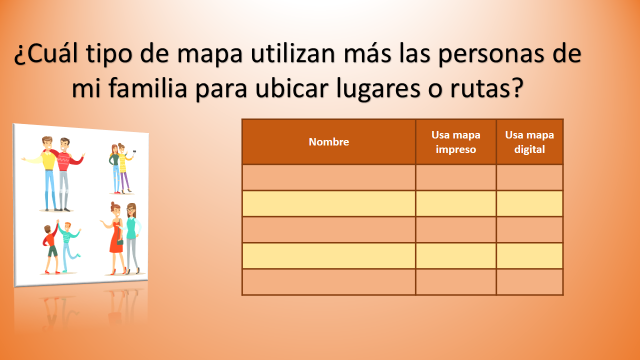 ¿Cuál tipo de mapa utilizan más las personas de
mi familia para ubicar lugares o rutas?
Nombre
Usa mapa
impreso
Usa mapa
digital